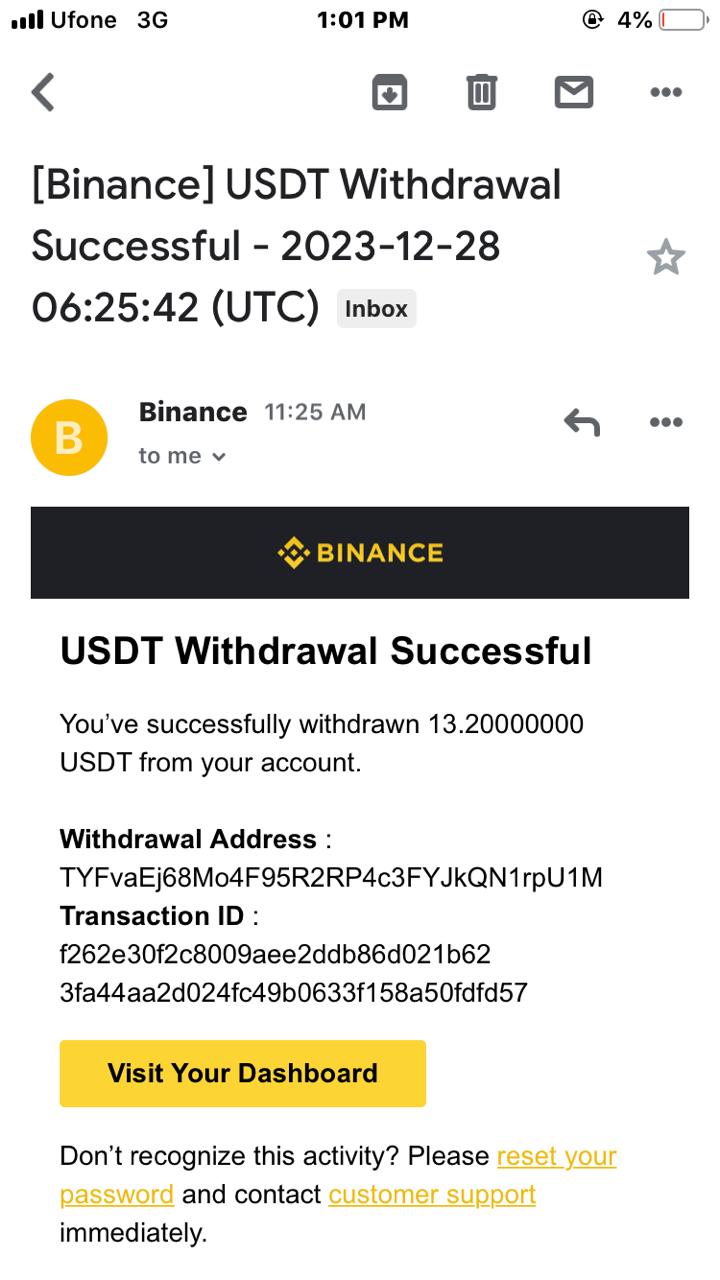 Ufone 3G 1:01 PM 4%
[Binance] USDT Withdrawal
Successful - 2023-12-28
06:25:42 (UTC) Inbox
B
Binance 11:25 AM
to me
BINANCE
USDT Withdrawal Successful
You’ve successfully withdrawn 13.20000000
USDT from your account.
Withdrawal Address :
TYFvaEj68Mo4F95R2RP4c3FYJkQN1rpU1M
Transaction ID :
f262e30f2c8009aee2ddb86d021b62
3fa44aa2d024fc49b0633f158a50fdfd57
Visit Your Dashboard
Don’t recognize this activity? Please reset your
password and contact customer support
immediately.